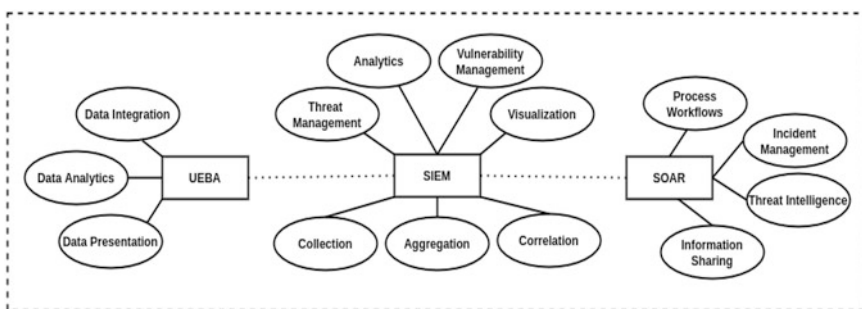 Analytics
Vulnerability
Management
Data Integration
Threat
Management
Visualization
Process
Workflows
Incident
Management
Data Analytics
UEBA
SIEM
SOAR
Threat Intelligence
Data Presentation
Collection
Aggregation
Correlation
Information
Sharing